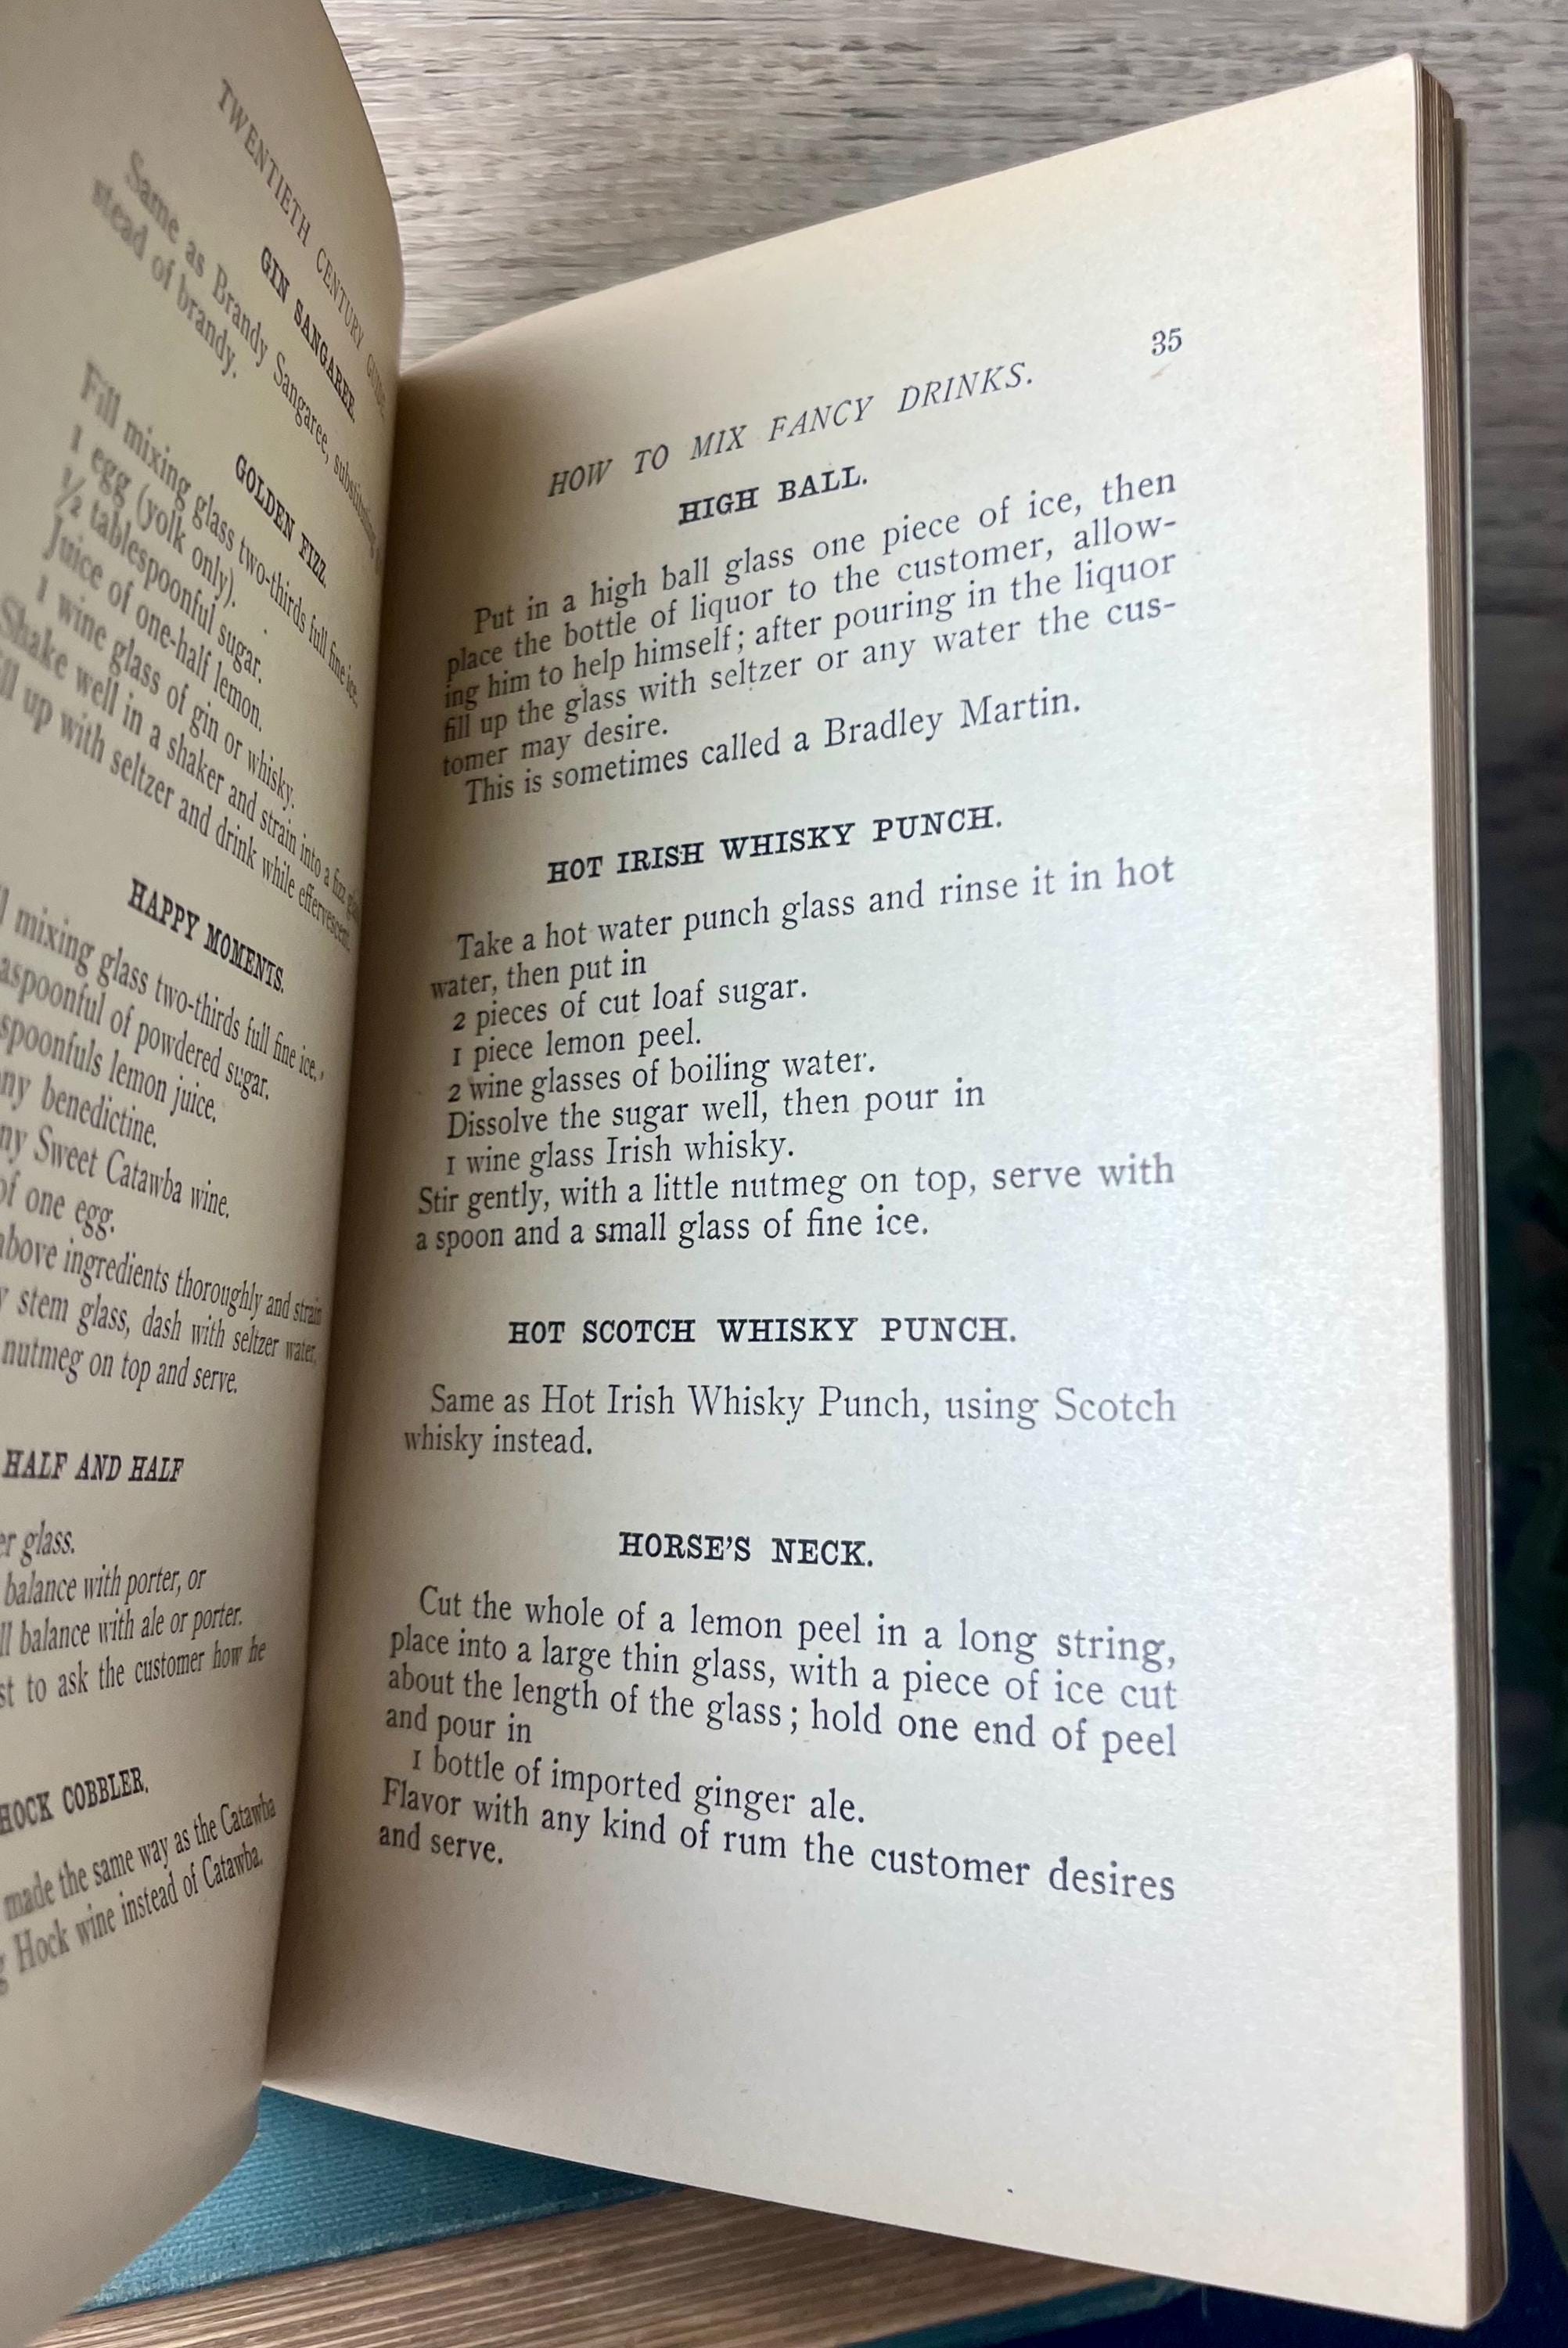 TWENTIETH CENTURY
GIN SANGAREE.
Same as Brandy Sangaree, substituting
stead of brandy.
GOLDEN FIZZ.
Fill mixing glass two-thirds full fine ice.
1 egg (yolk only).
½ tablespoonful sugar.
Juice of one-half lemon.
1 wine glass of gin or whisky.
Shake well in a shaker and strain into a fizz
up with seltzer and drink while effervescent.
HAPPY MOMENTS.
mixing glass two-thirds full fine ice.
of powdered sugar.
lemon juice.
benedictine.
Sweet Catawba wine.
of one egg.
above ingredients thoroughly and strain
stem glass, dash with seltzer water,
nutmeg on top and serve.
HALF AND HALF
glass.
balance with porter, or
balance with ale or porter.
to ask the customer how he
HOCK COBBLER,
made the same way as the Catawba
Hock wine instead of Catawba.
HOW TO MIX FANCY DRINKS. 35
HIGH BALL.
Put in a high ball glass one piece of ice, then
place the bottle of liquor to the customer, allow-
ing him to help himself; after pouring in the liquor
fill up the glass with seltzer or any water the cus-
tomer may desire.
This is sometimes called a Bradley Martin.
HOT IRISH WHISKY PUNCH.
Take a hot water punch glass and rinse it in hot
water, then put in
2 pieces of cut loaf sugar.
1 piece lemon peel.
2 wine glasses of boiling water.
Dissolve the sugar well, then pour in
1 wine glass Irish whisky.
Stir gently, with a little nutmeg on top, serve with
a spoon and a small glass of fine ice.
HOT SCOTCH WHISKY PUNCH.
Same as Hot Irish Whisky Punch, using Scotch
whisky instead.
HORSE'S NECK.
Cut the whole of a lemon peel in a long string,
place into a large thin glass, with a piece of ice cut
about the length of the glass; hold one end of peel
and pour in
1 bottle of imported ginger ale.
Flavor with any kind of rum the customer desires
and serve.